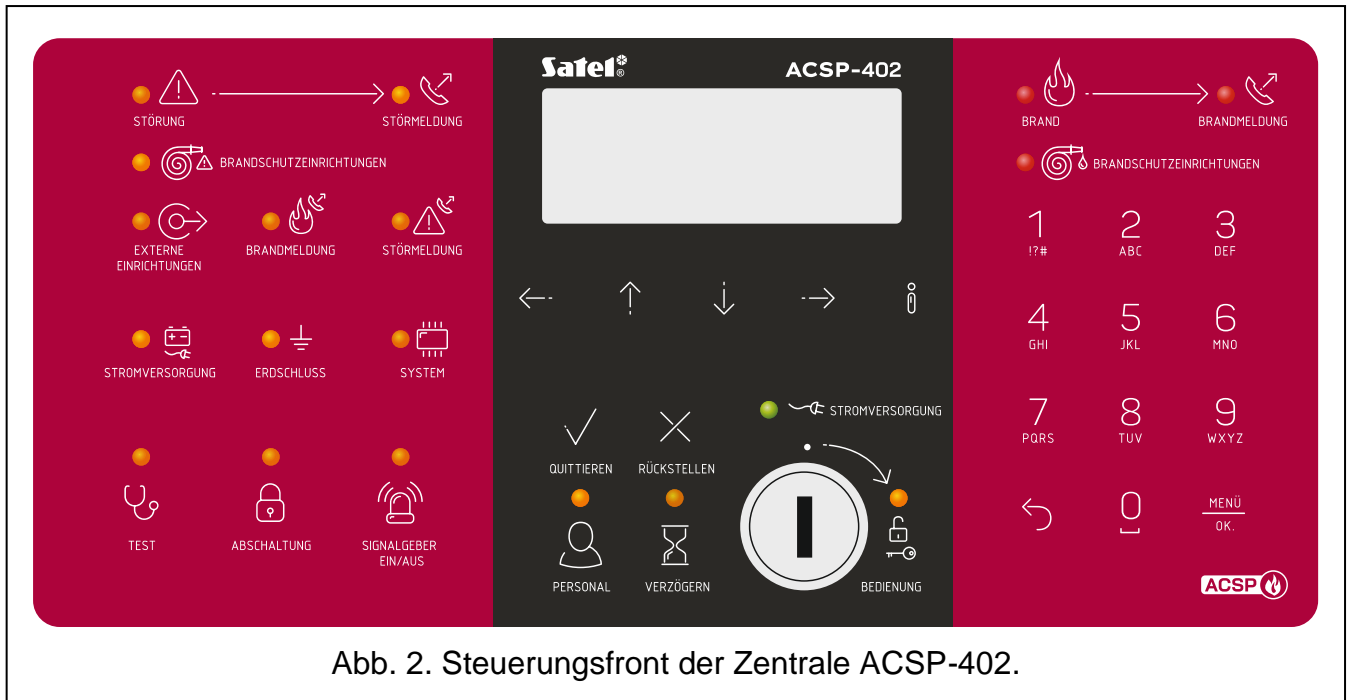 Satel®
ACSP-402
STÖRUNG
STÖRMELDUNG
BRANDSCHUTZEINRICHTUNGEN
EXTERNE
EINRICHTUNGEN
BRANDMELDUNG
STÖRMELDUNG
STROMVERSORGUNG
ERDSCHLUSS
SYSTEM
TEST
ABSCHALTUNG
SIGNALGEBER
EIN/AUS
STROMVERSORGUNG
QUITTIEREN
RÜCKSTELLEN
PERSONAL
VERZÖGERN
BEDIENUNG
BRAND
BRANDMELDUNG
BRANDSCHUTZEINRICHTUNGEN
1 2 3
!?# ABC DEF
4 5 6
GHI JKL MNO
7 8 9
PQRS TUV WXYZ
0
MENÜ
OK.
ACSP
Abb. 2. Steuerungsfront der Zentrale ACSP-402.